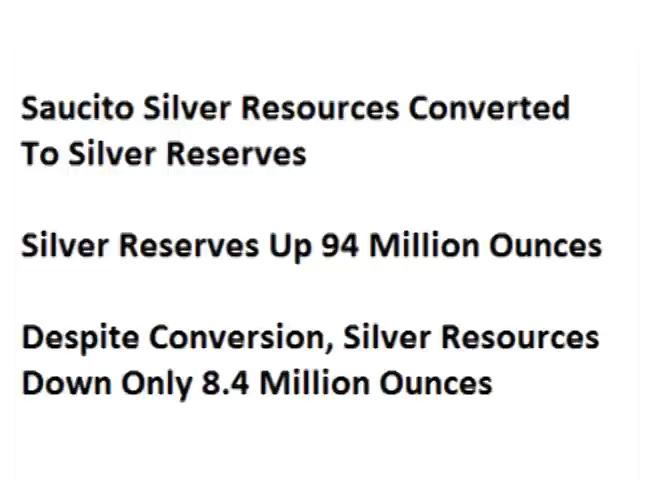 Saucito Silver Resources Converted
To Silver Reserves
Silver Reserves Up 94 Million Ounces
Despite Conversion, Silver Resources
Down Only 8.4 Million Ounces